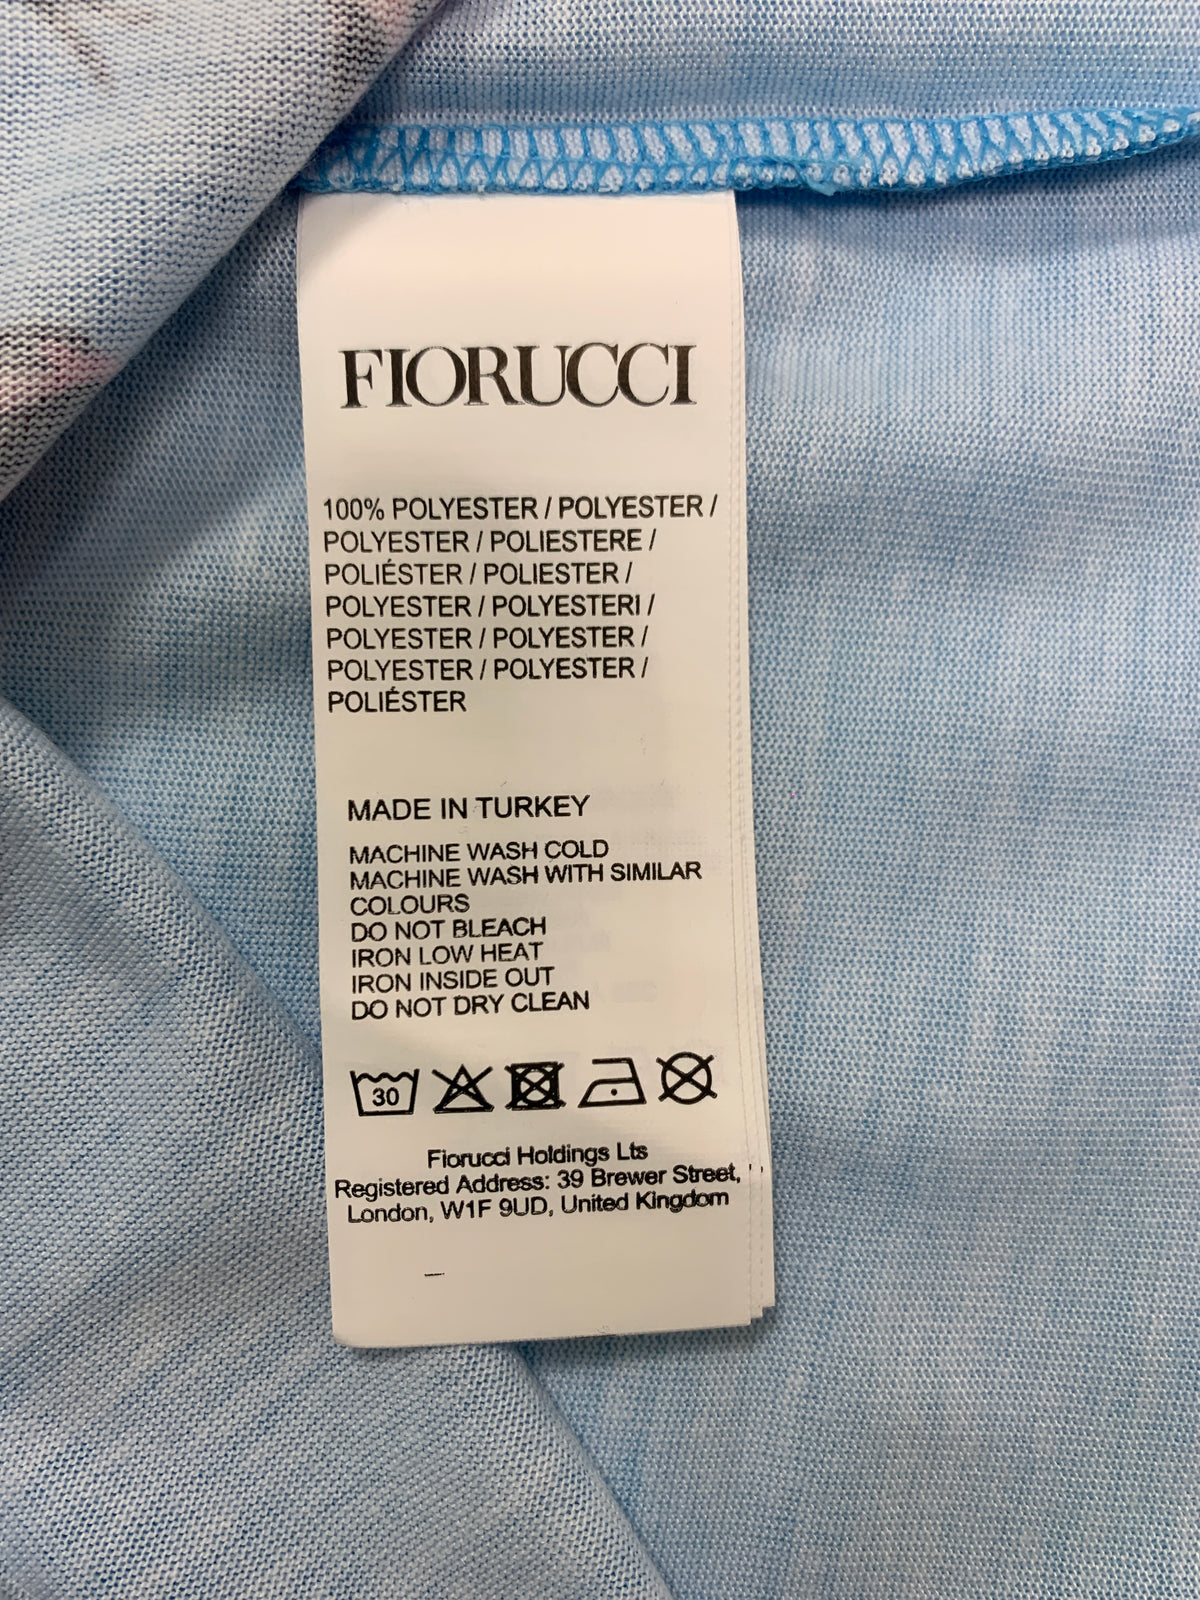 FIORUCCI
100% POLYESTER / POLYESTER /
POLYESTER / POLIESTERE /
POLIÉSTER / POLIESTER /
POLYESTER / POLYESTERI /
POLYESTER / POLYESTER /
POLYESTER / POLYESTER /
POLIÉSTER
MADE IN TURKEY
MACHINE WASH COLD
MACHINE WASH WITH SIMILAR
COLOURS
DO NOT BLEACH
IRON LOW HEAT
IRON INSIDE OUT
DO NOT DRY CLEAN
30
Fiorucci Holdings Lts
Registered Address: 39 Brewer Street,
London, W1F 9UD, United Kingdom